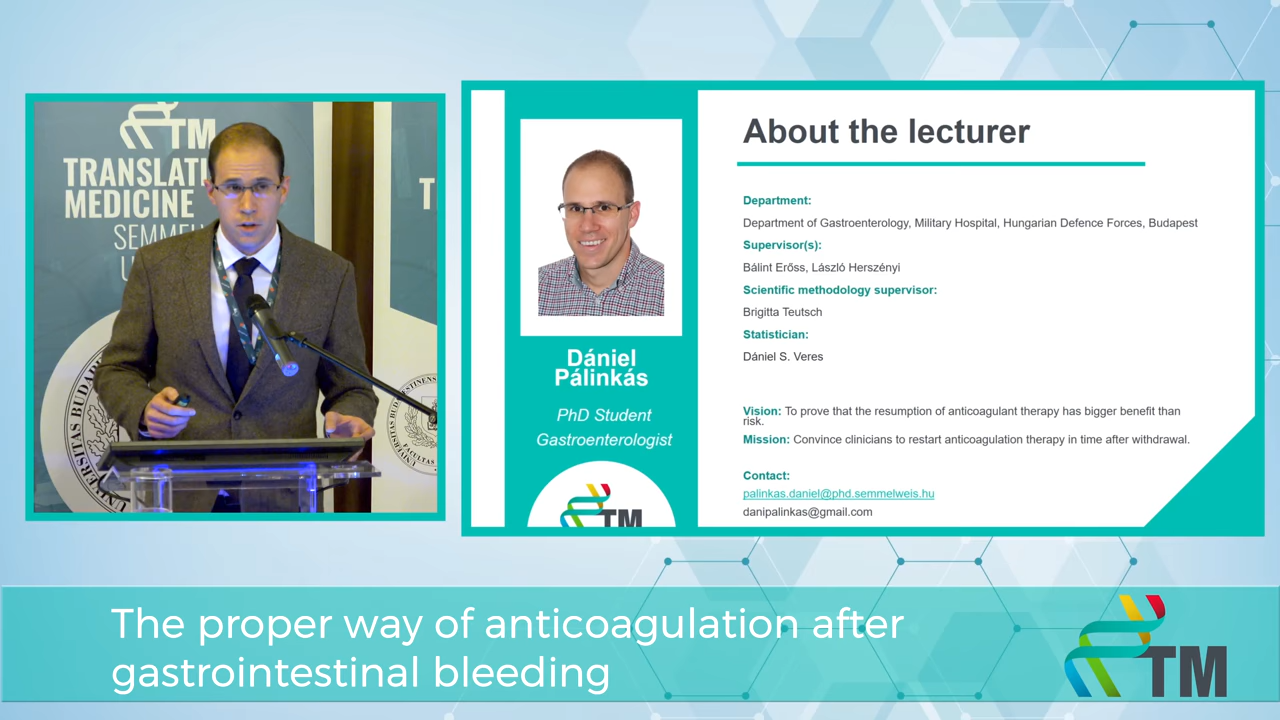 TM
TRANSLATI
MEDICINE
SEMMEL
U
T
UNIVERSITAS BUDAPE
About the lecturer
Department:
Department of Gastroenterology, Military Hospital, Hungarian Defence Forces, Budapest
Supervisor(s):
Bálint Erőss, László Herszényi
Scientific methodology supervisor:
Brigitta Teutsch
Statistician:
Dániel S. Veres
Vision: To prove that the resumption of anticoagulant therapy has bigger benefit than
risk.
Mission: Convince clinicians to restart anticoagulation therapy in time after withdrawal.
Contact:
palinkas.daniel@phd.semmelweis.hu
danipalinkas@gmail.com
Dániel
Pálinkás
PhD Student
Gastroenterologist
TM
The proper way of anticoagulation after
gastrointestinal bleeding
TM